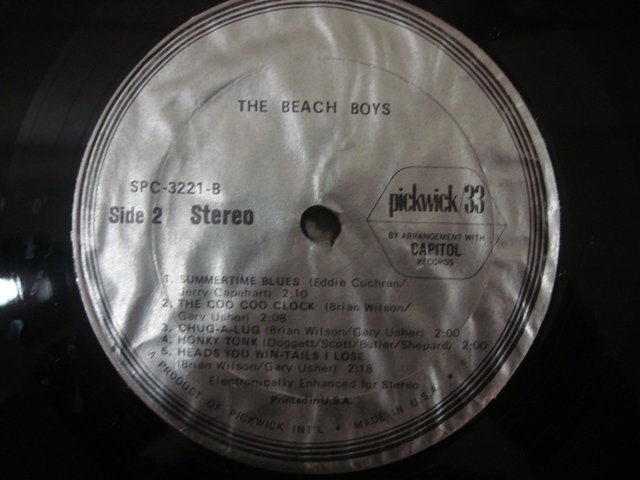 THE BEACH BOYS
SPC-3221-B
Side 2 Stereo
pickwick/33
BY ARRANGEMENT WITH
CAPITOL
RECORDS
1. SUMMERTIME BLUES (Eddie Cochran/
Jerry Capehart) 2:10
2. THE COO COO CLOCK (Brian Wilson/
Gary Usher) 2:08
3. CHUG-A-LUG (Brian Wilson/Gary Usher) 2:00
4. HONKY TONK (Doggett/Scott/Butler/Shepard) 2:00
5. HEADS YOU WIN-TAILS I LOSE
(Brian Wilson/Gary Usher) 2:18
Electronically Enhanced for Stereo
Printed in U.S.A.
A PRODUCT OF PICKWICK INT'L • MADE IN U.S.A. •